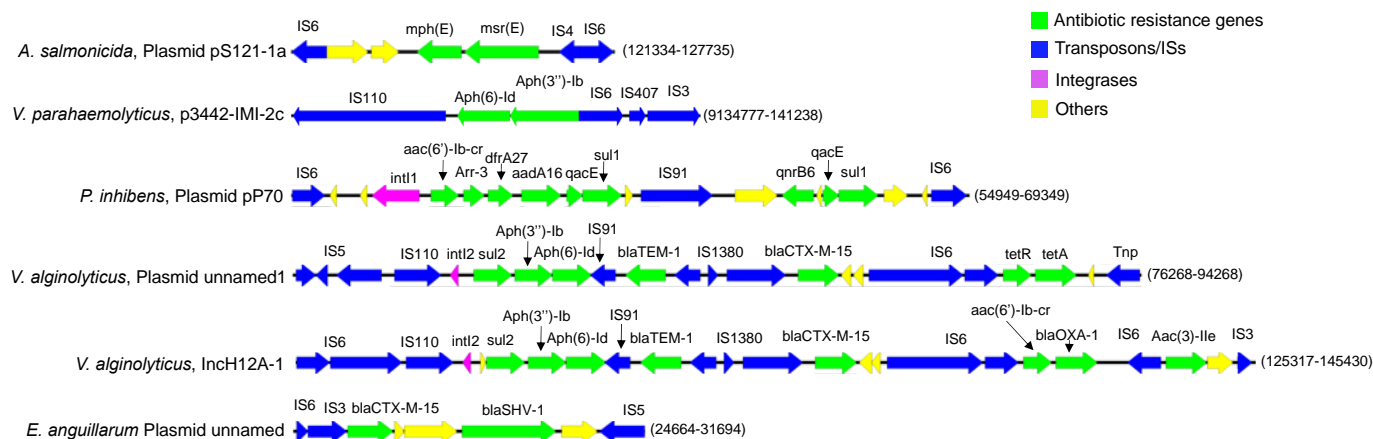 IS6 mph(E) msr(E) IS4 IS6
A. salmonicida, Plasmid pS121-1a (121334-127735)
Antibiotic resistance genes
Transposons/ISs
Integrases
Others
IS110 Aph(6)-Id Aph(3'')-Ib IS6 IS407 IS3
V. parahaemolyticus, p3442-IMI-2c (9134777-141238)
IS6 intI1 aac(6')-Ib-cr Arr-3 dfrA27 aadA16 qacE sul1 IS91 qnrB6 qacE sul1 IS6
P. inhibens, Plasmid pP70 (54949-69349)
IS5 IS110 intI2 sul2 Aph(3'')-Ib Aph(6)-Id IS91 blaTEM-1 IS1380 blaCTX-M-15 IS6 tetR tetA Tnp
V. alginolyticus, Plasmid unnamed1 (76268-94268)
IS6 IS110 intI2 sul2 Aph(3'')-Ib Aph(6)-Id IS91 blaTEM-1 IS1380 blaCTX-M-15 IS6 aac(6')-Ib-cr blaOXA-1 IS6 Aac(3)-IIe IS3
V. alginolyticus, IncH12A-1 (125317-145430)
IS6 IS3 blaCTX-M-15 blaSHV-1 IS5
E. anguillarum Plasmid unnamed (24664-31694)